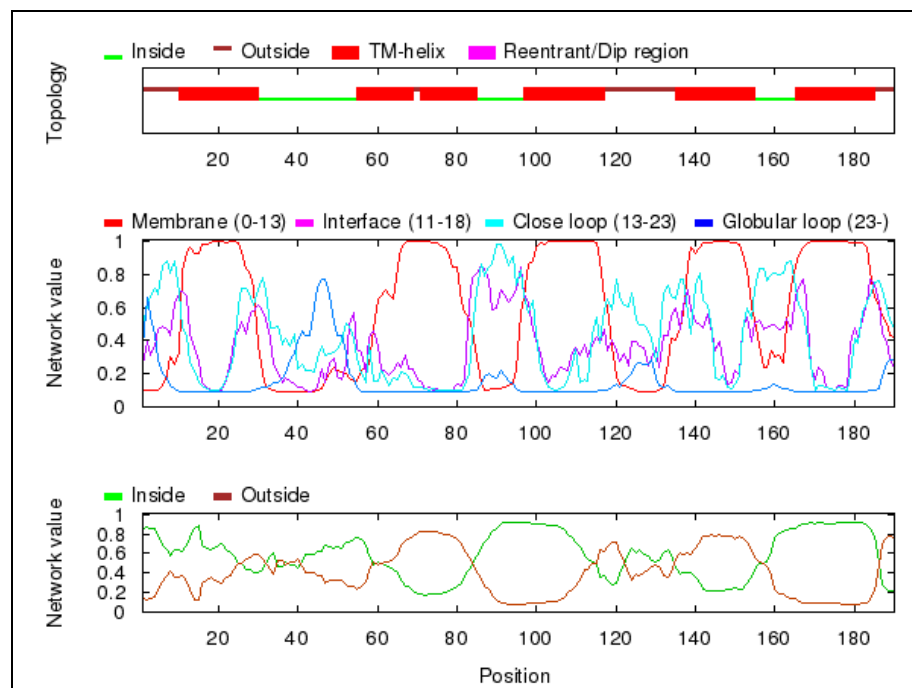 Inside Outside TM-helix Reentrant/Dip region
Topology
20 40 60 80 100 120 140 160 180
Membrane (0-13) Interface (11-18) Close loop (13-23) Globular loop (23-)
Network value
1
0.8
0.6
0.4
0.2
0
20 40 60 80 100 120 140 160 180
Inside Outside
Network value
1
0.8
0.6
0.4
0.2
0
20 40 60 80 100 120 140 160 180
Position